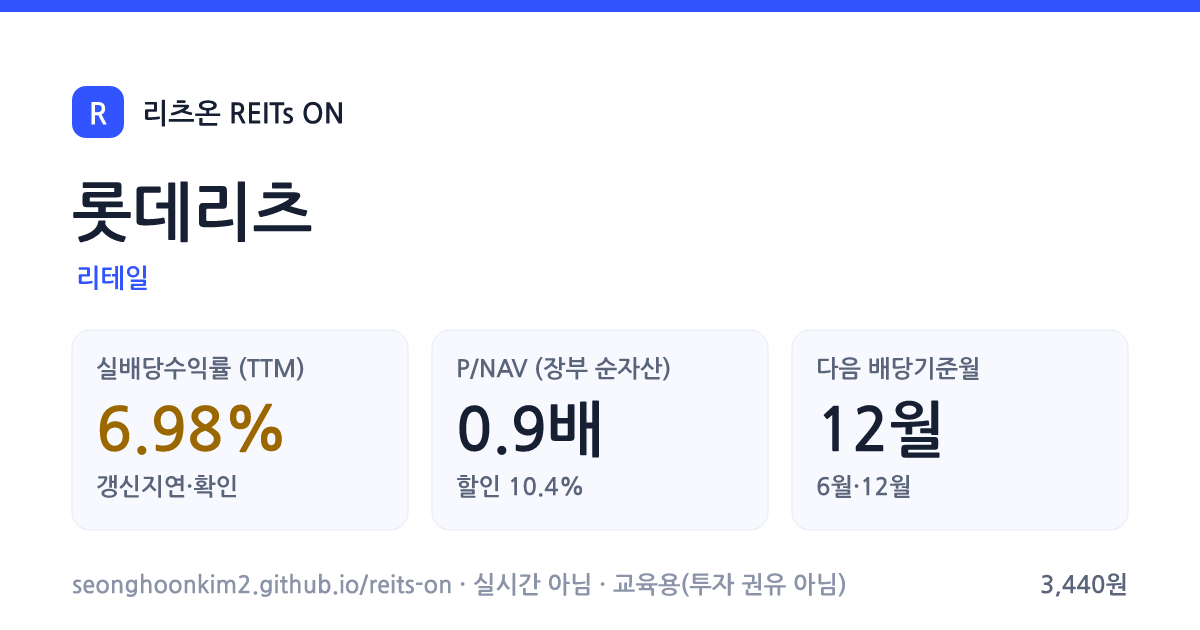 R 리츠온 REITs ON
롯데리츠
리테일
실배당수익률 (TTM)
6.98%
갱신지연·확인
P/NAV (장부 순자산)
0.9배
할인 10.4%
다음 배당기준월
12월
6월·12월
seonghoonkim2.github.io/reits-on · 실시간 아님 · 교육용(투자 권유 아님)
3,440원